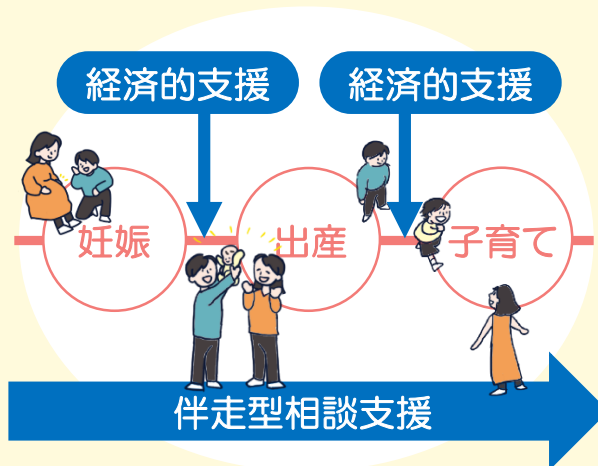 経済的支援
経済的支援
妊娠
出産
子育て
伴走型相談支援